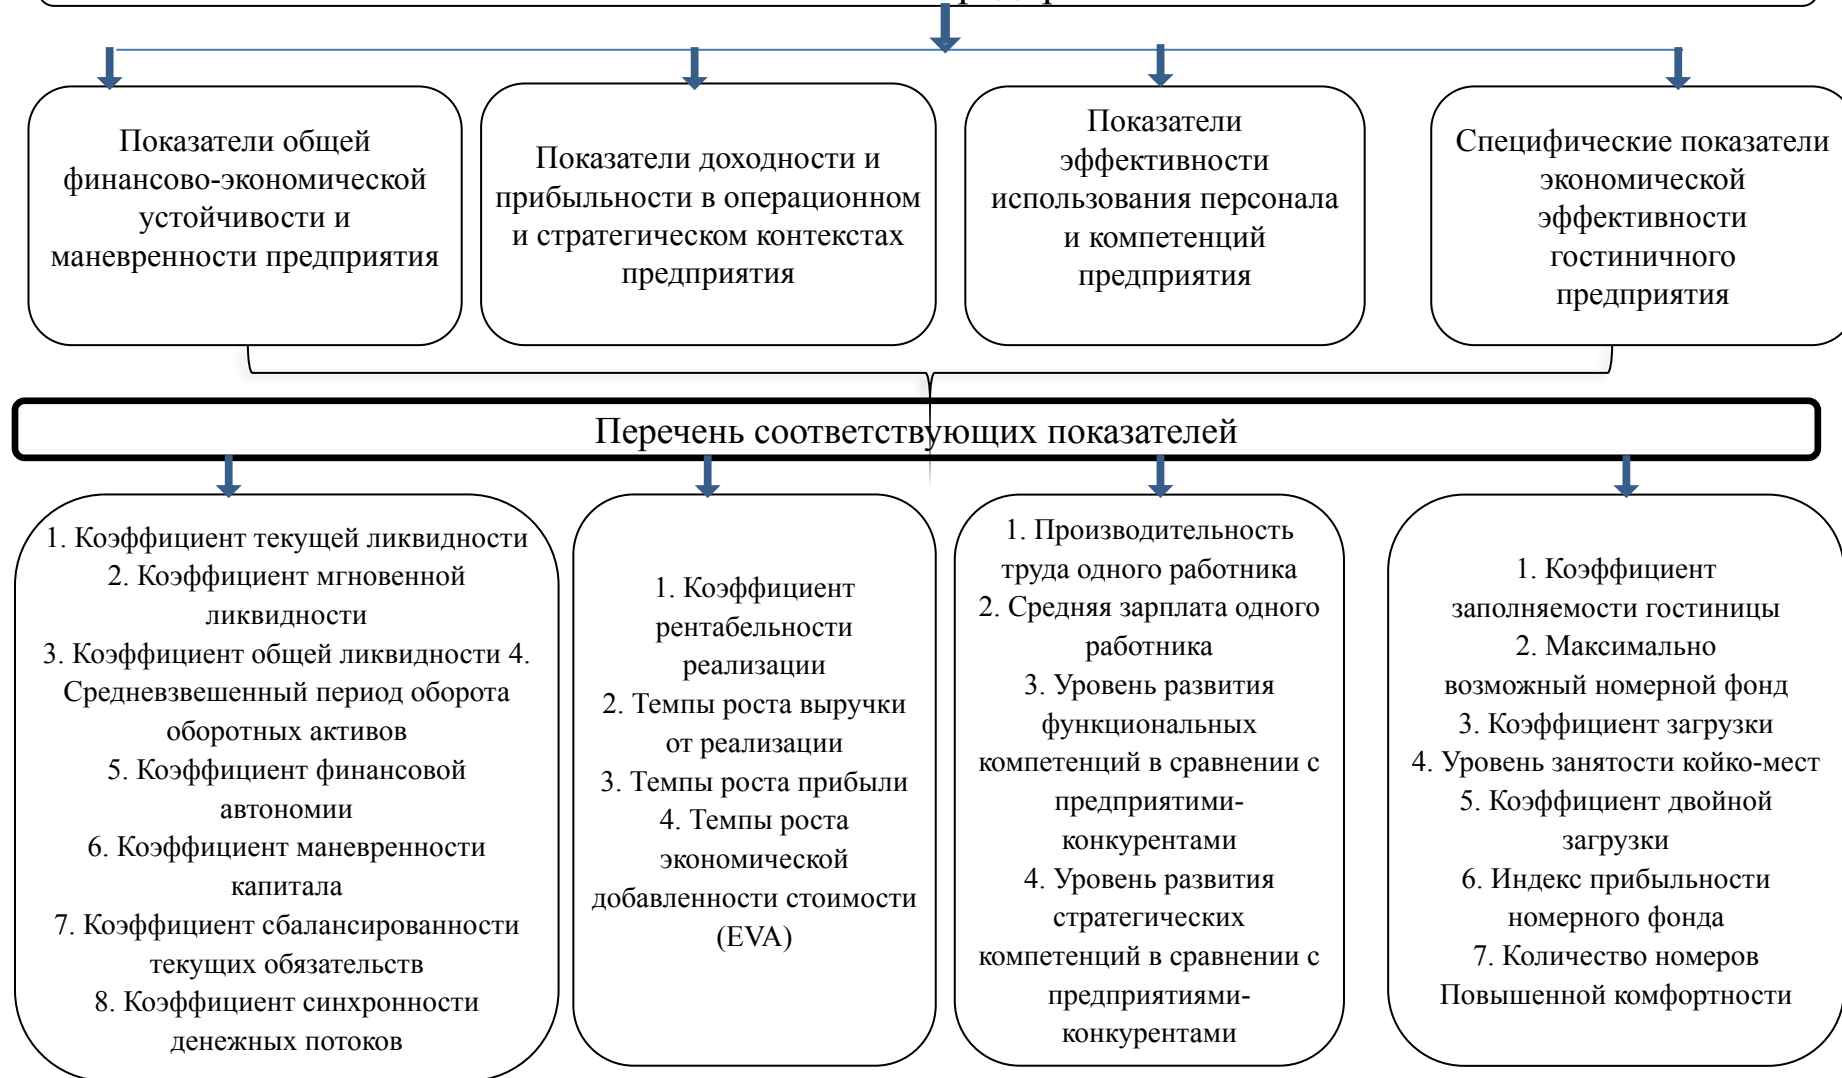 Показатели общей
финансово-экономической
устойчивости и
маневренности предприятия
Показатели доходности и
прибыльности в операционном
и стратегическом контекстах
предприятия
Показатели
эффективности
использования персонала
и компетенций
предприятия
Специфические показатели
экономической
эффективности
гостиничного
предприятия
Перечень соответствующих показателей
1. Коэффициент текущей ликвидности
2. Коэффициент мгновенной
ликвидности
3. Коэффициент общей ликвидности 4.
Средневзвешенный период оборота
оборотных активов
5. Коэффициент финансовой
автономии
6. Коэффициент маневренности
капитала
7. Коэффициент сбалансированности
текущих обязательств
8. Коэффициент синхронности
денежных потоков
1. Коэффициент
рентабельности
реализации
2. Темпы роста выручки
от реализации
3. Темпы роста прибыли
4. Темпы роста
экономической
добавленности стоимости
(EVA)
1. Производительность
труда одного работника
2. Средняя зарплата одного
работника
3. Уровень развития
функциональных
компетенций в сравнении с
предприятими-
конкурентами
4. Уровень развития
стратегических
компетенций в сравнении с
предприятиями-
конкурентами
1. Коэффициент
заполняемости гостиницы
2. Максимально
возможный номерной фонд
3. Коэффициент загрузки
4. Уровень занятости койко-мест
5. Коэффициент двойной
загрузки
6. Индекс прибыльности
номерного фонда
7. Количество номеров
Повышенной комфортности